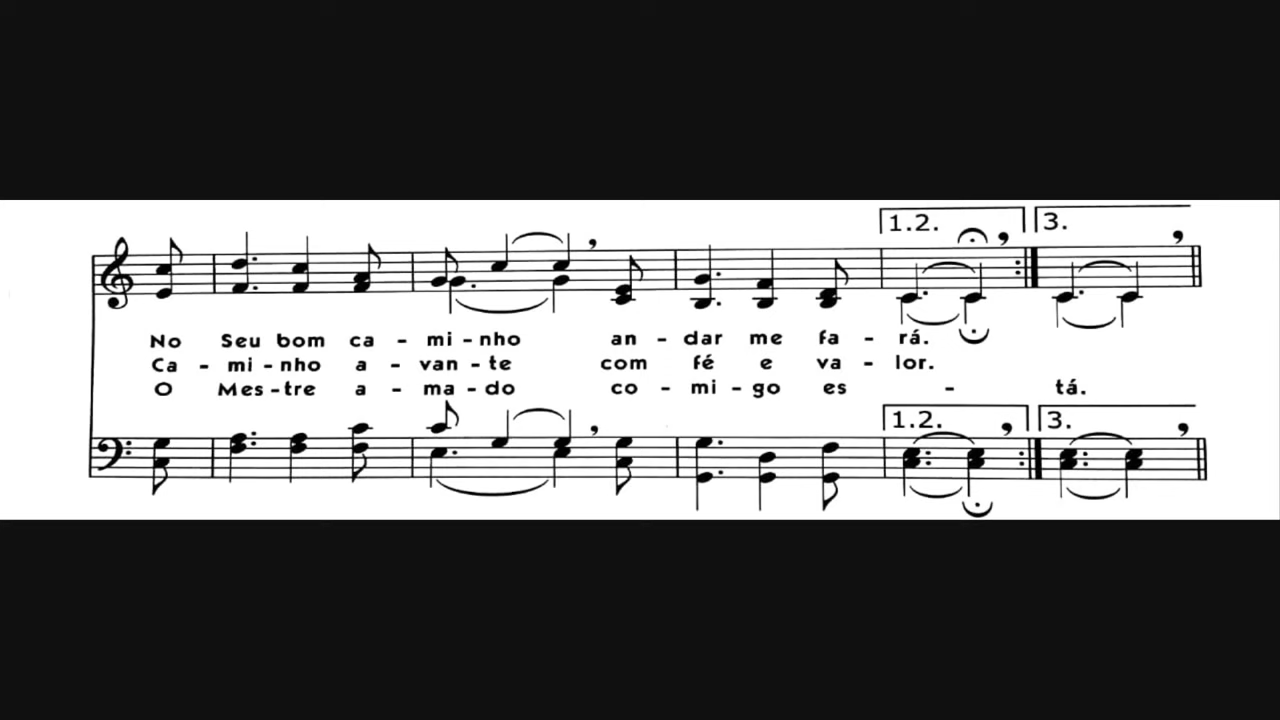 1.2. 3.
No Seu bom ca - mi - nho an - dar me fa - rá.
Ca - mi - nho a - van - te com fé e va - lor.
O Mes - tre a - ma - do co - mi - go es - tá.
1.2. 3.